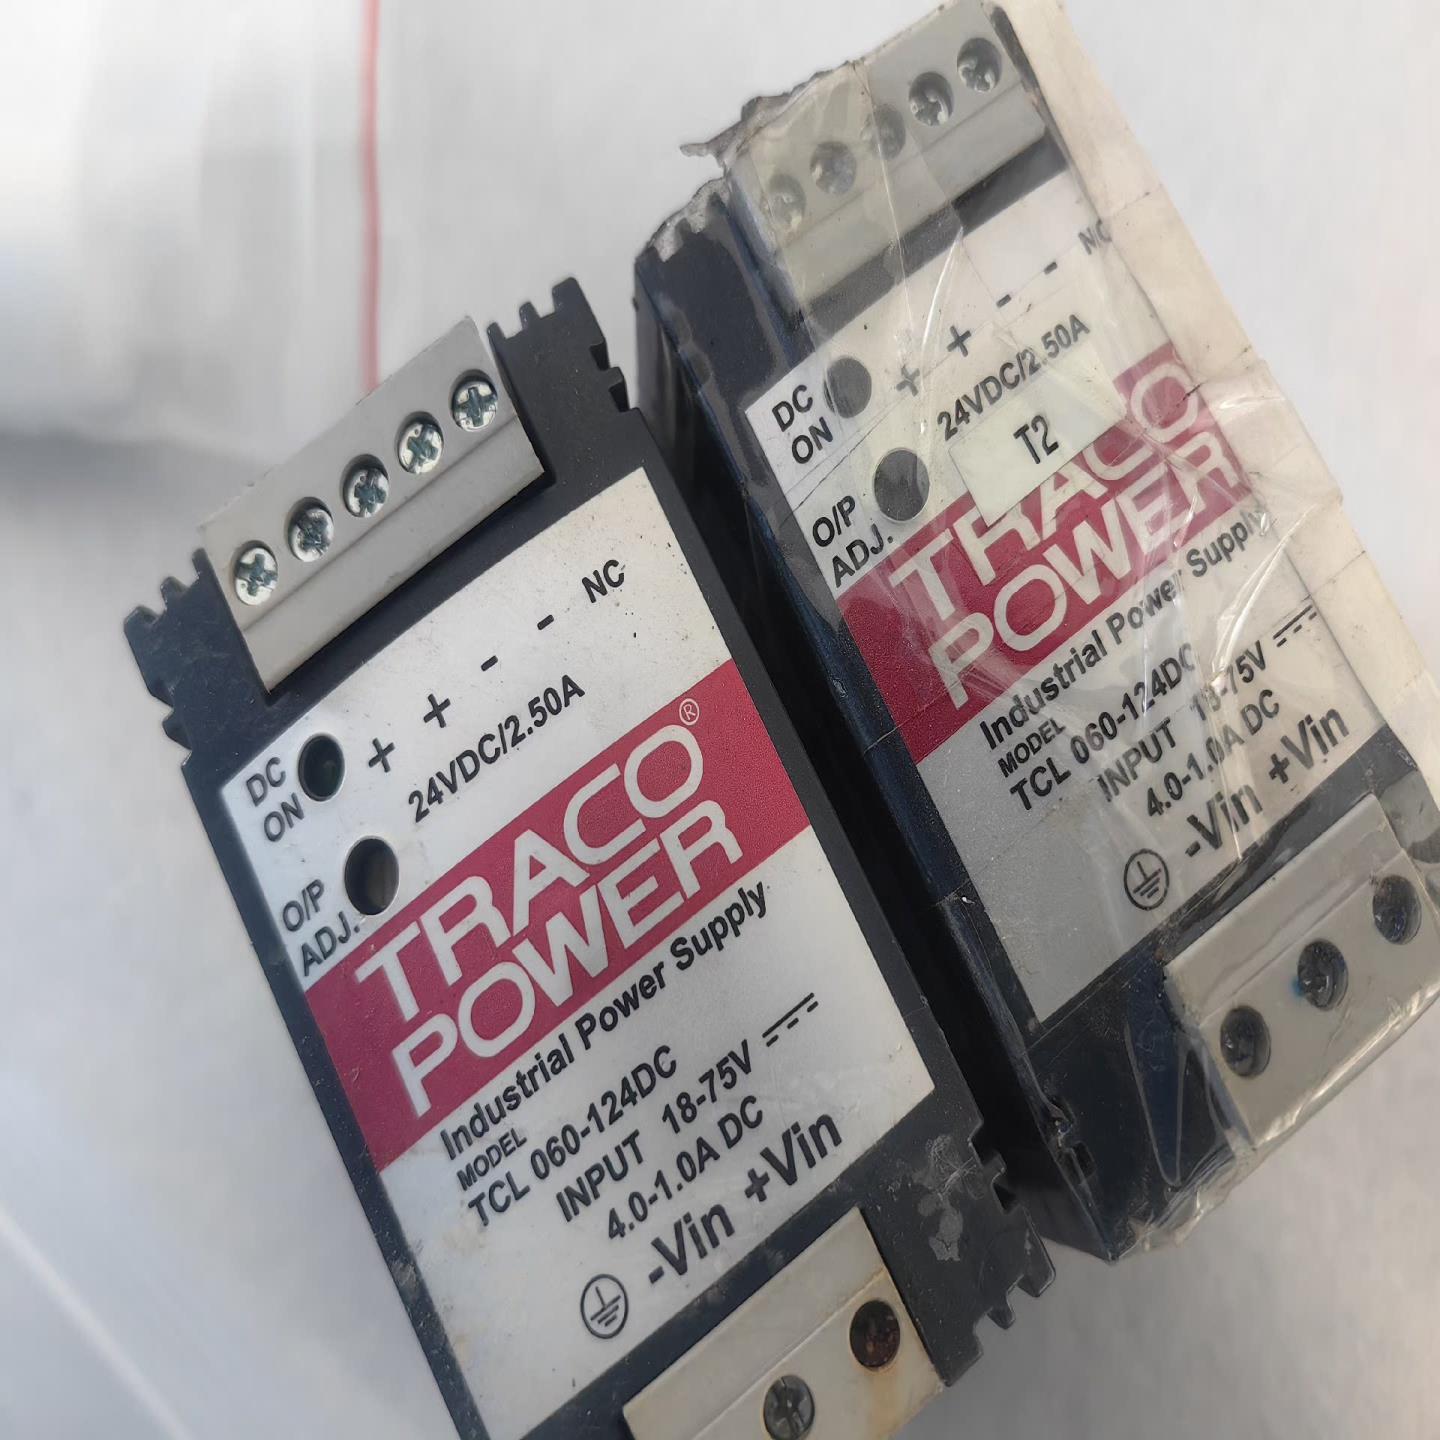 + + - - NC
24VDC/2.50A
DC
ON
O/P
ADJ.
TRACO®
POWER
Industrial Power Supply
MODEL
TCL 060-124DC
INPUT 18-75V
4.0-1.0A DC
-Vin +Vin
+ + - - NC
24VDC/2.50A
T2
DC
ON
O/P
ADJ.
TRACO
POWER
Industrial Power Supply
MODEL
TCL 060-124DC
INPUT 18-75V
4.0-1.0A DC
-Vin +Vin